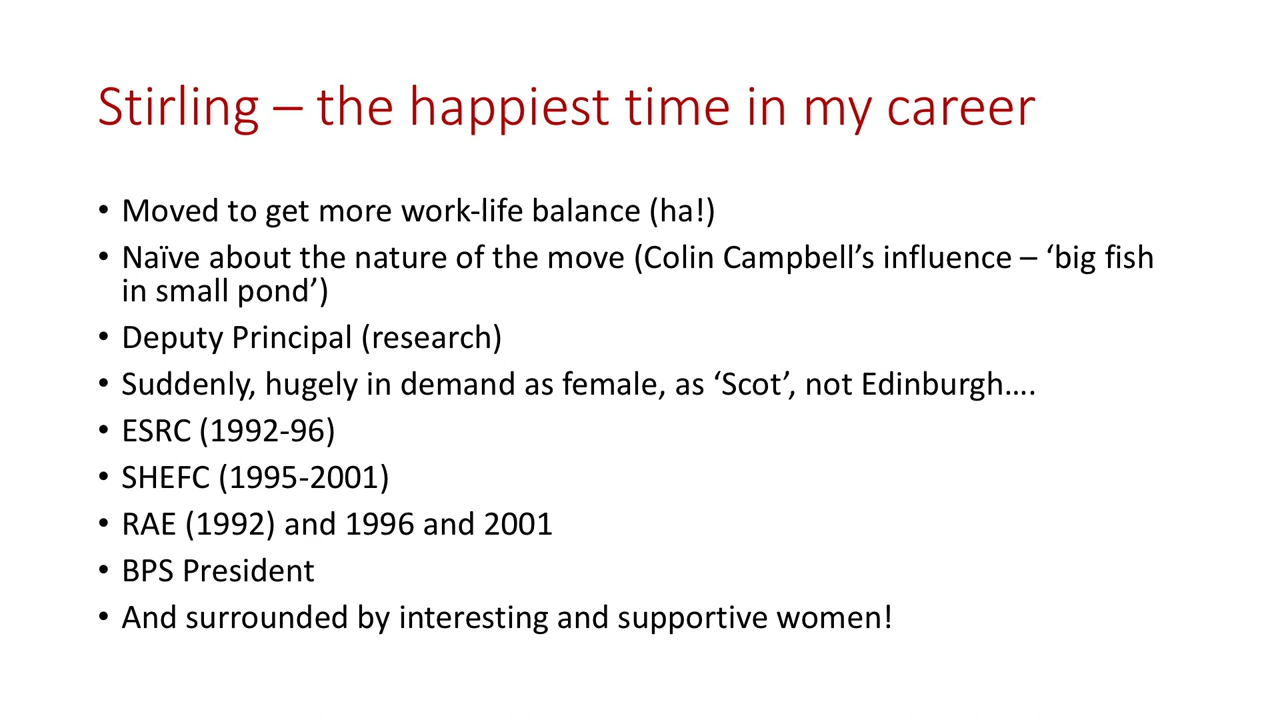 Stirling – the happiest time in my career
• Moved to get more work-life balance (ha!)
• Naïve about the nature of the move (Colin Campbell’s influence – ‘big fish
in small pond’)
• Deputy Principal (research)
• Suddenly, hugely in demand as female, as ‘Scot’, not Edinburgh….
• ESRC (1992-96)
• SHEFC (1995-2001)
• RAE (1992) and 1996 and 2001
• BPS President
• And surrounded by interesting and supportive women!